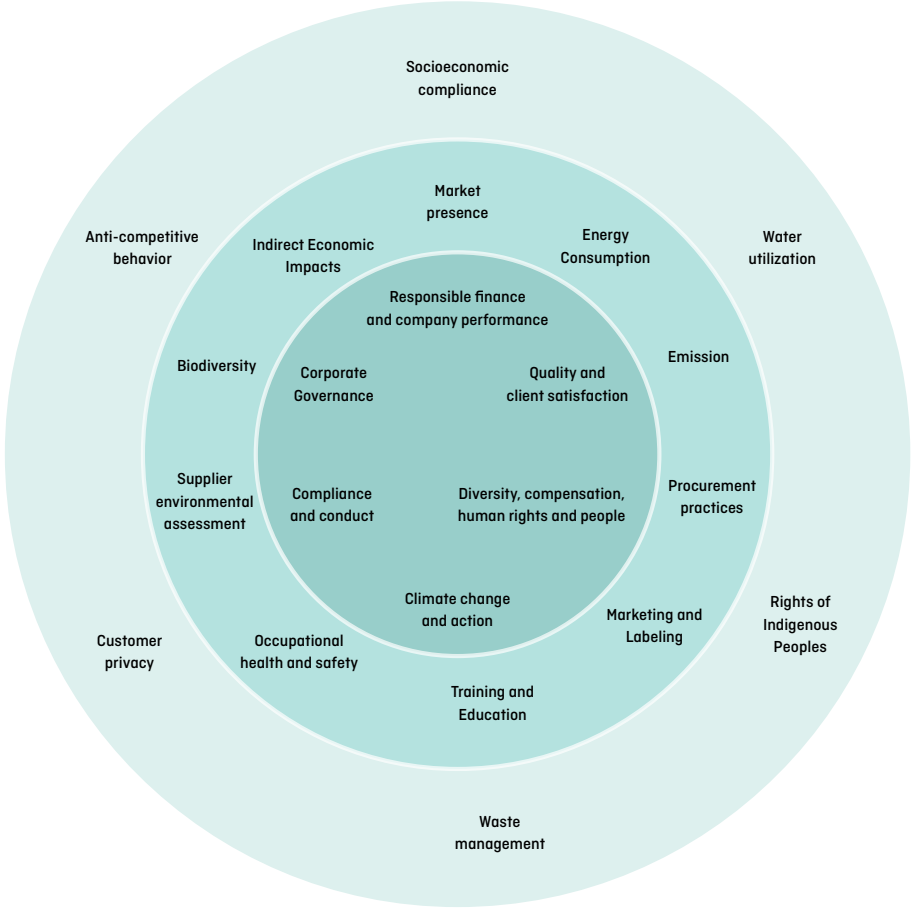 Socioeconomic
compliance
Anti-competitive
behavior
Water
utilization
Market
presence
Indirect Economic
Impacts
Energy
Consumption
Responsible finance
and company performance
Biodiversity
Corporate
Governance
Quality and
client satisfaction
Emission
Supplier
environmental
assessment
Compliance
and conduct
Diversity, compensation,
human rights and people
Procurement
practices
Climate change
and action
Marketing and
Labeling
Rights of
Indigenous
Peoples
Customer
privacy
Occupational
health and safety
Training and
Education
Waste
management